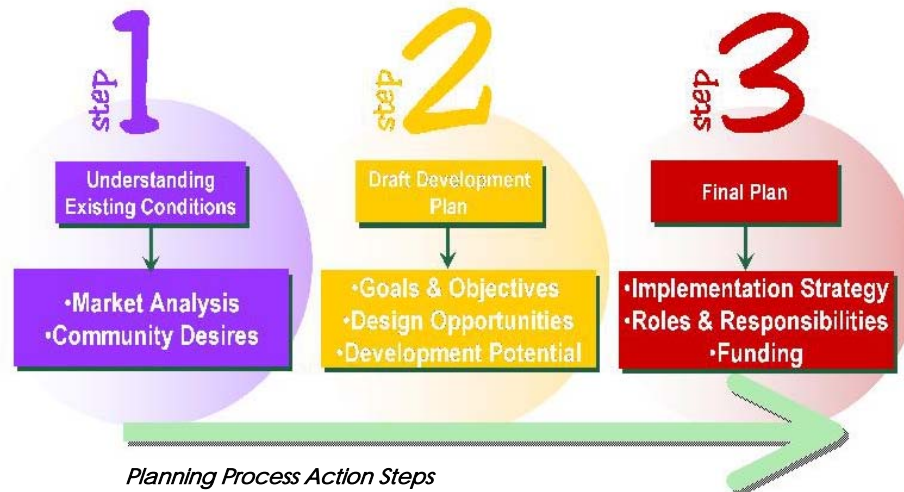 step 1
Understanding
Existing Conditions
•Market Analysis
•Community Desires
step 2
Draft Development
Plan
•Goals & Objectives
•Design Opportunities
•Development Potential
step 3
Final Plan
•Implementation Strategy
•Roles & Responsibilities
•Funding
Planning Process Action Steps